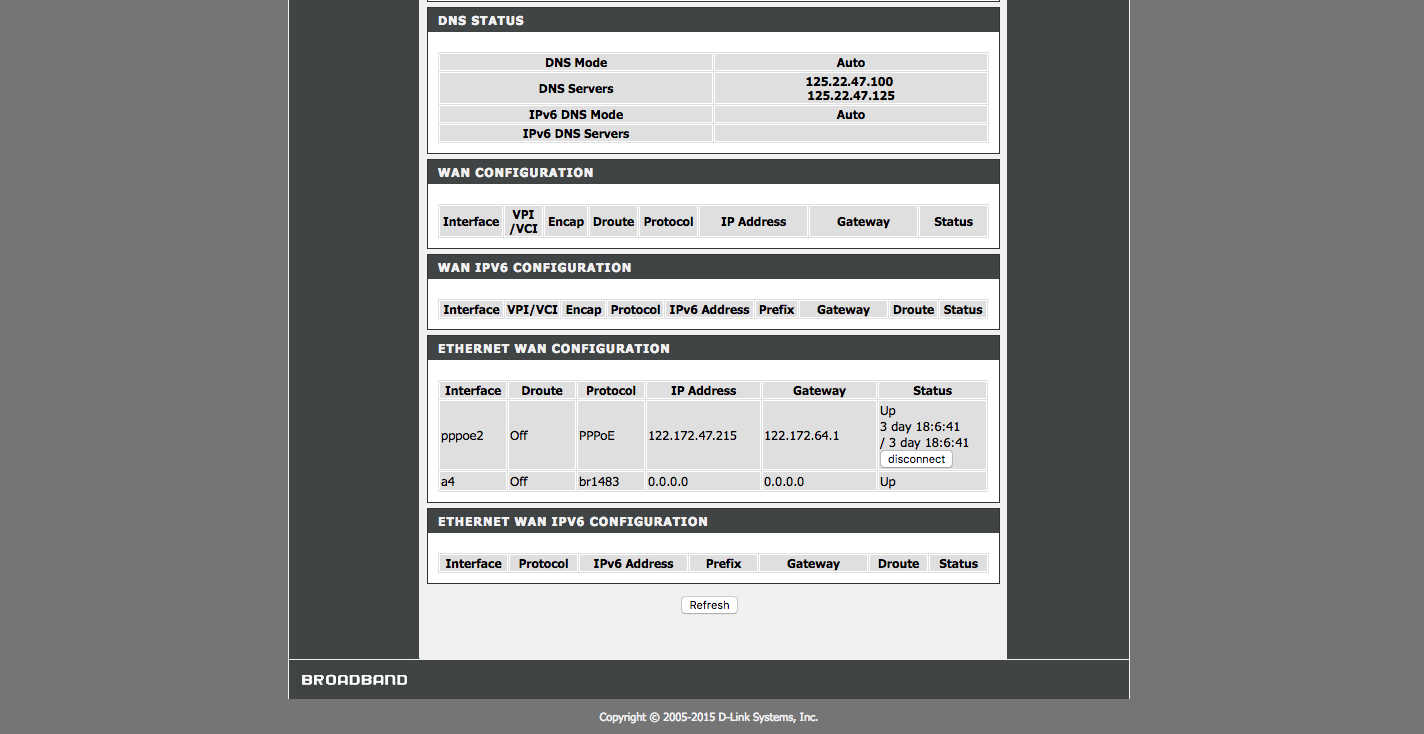 DNS STATUS
DNS Mode Auto
DNS Servers 125.22.47.100
125.22.47.125
IPv6 DNS Mode Auto
IPv6 DNS Servers
WAN CONFIGURATION
Interface VPI /VCI Encap Droute Protocol IP Address Gateway Status
WAN IPV6 CONFIGURATION
Interface VPI/VCI Encap Protocol IPv6 Address Prefix Gateway Droute Status
ETHERNET WAN CONFIGURATION
Interface Droute Protocol IP Address Gateway Status
pppoe2 Off PPPoE 122.172.47.215 122.172.64.1 Up
3 day 18:6:41
/ 3 day 18:6:41
disconnect
a4 Off br1483 0.0.0.0 0.0.0.0 Up
ETHERNET WAN IPV6 CONFIGURATION
Interface Protocol IPv6 Address Prefix Gateway Droute Status
Refresh
BROADBAND
Copyright © 2005-2015 D-Link Systems, Inc.